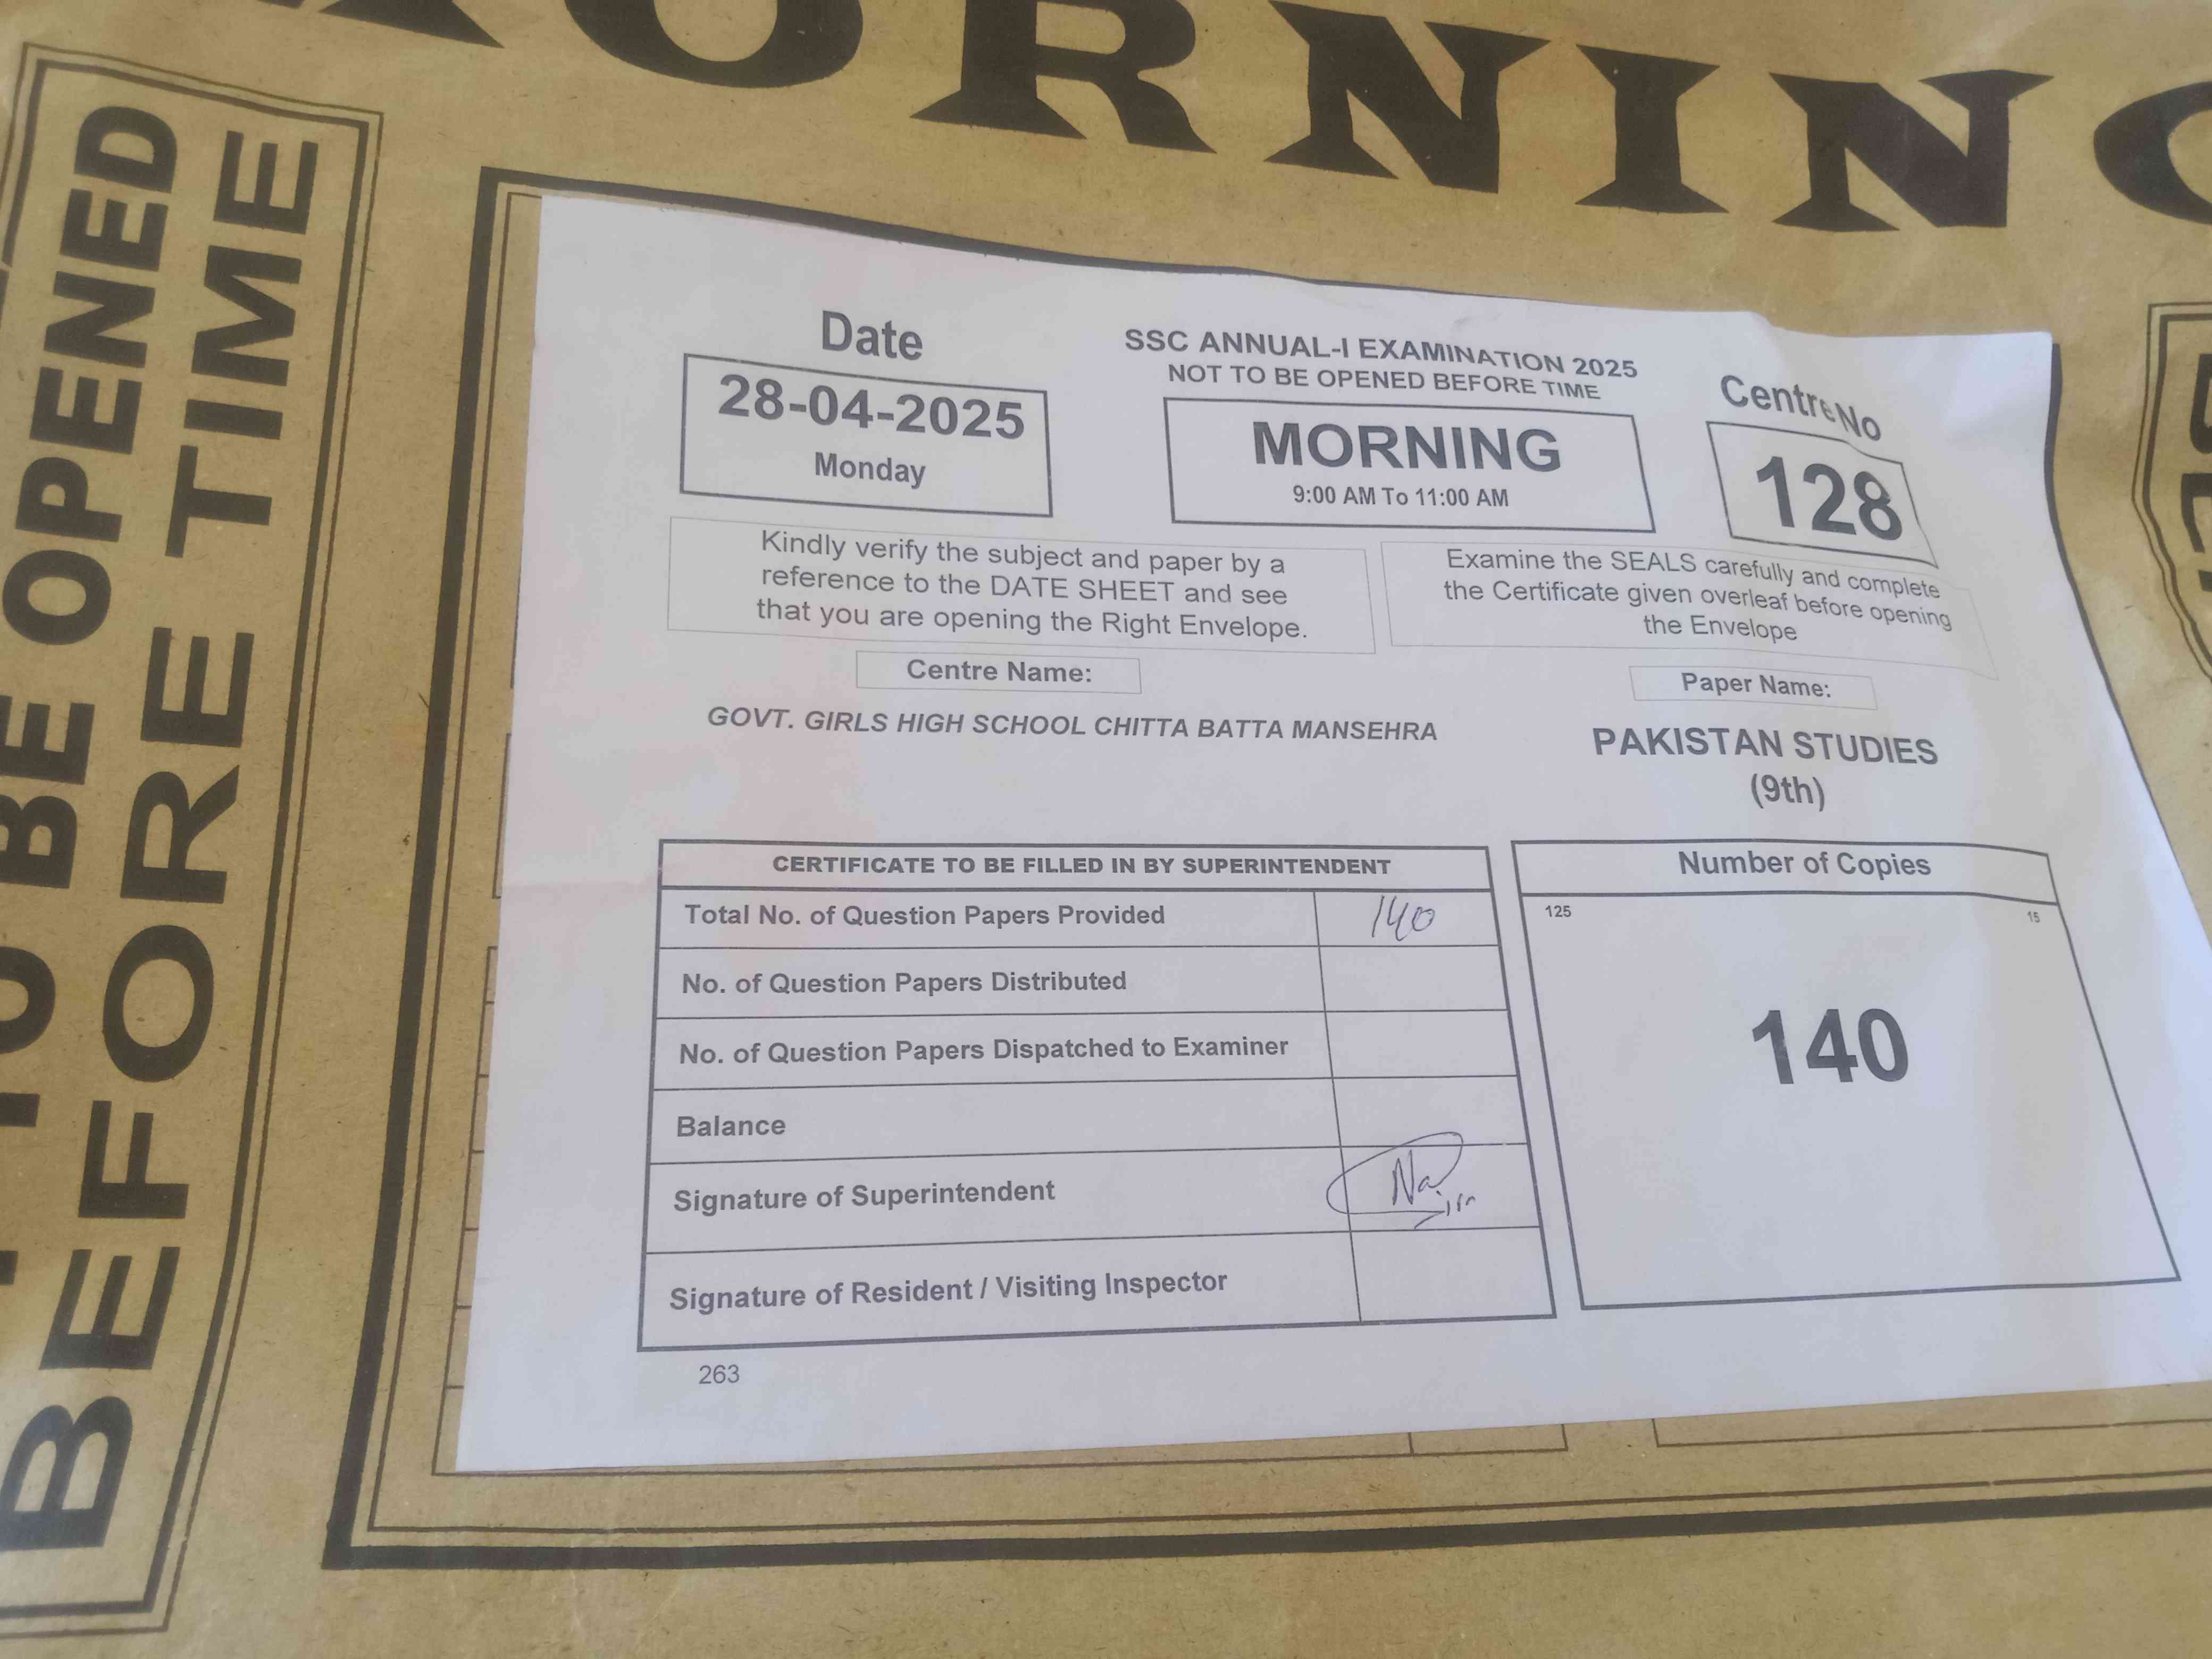 MORNING
TO BE OPENED
BEFORE TIME
Date
28-04-2025
Monday
SSC ANNUAL-I EXAMINATION 2025
NOT TO BE OPENED BEFORE TIME
MORNING
9:00 AM To 11:00 AM
Centre No
128
Kindly verify the subject and paper by a
reference to the DATE SHEET and see
that you are opening the Right Envelope.
Examine the SEALS carefully and complete
the Certificate given overleaf before opening
the Envelope
Centre Name:
GOVT. GIRLS HIGH SCHOOL CHITTA BATTA MANSEHRA
Paper Name:
PAKISTAN STUDIES
(9th)
CERTIFICATE TO BE FILLED IN BY SUPERINTENDENT
Total No. of Question Papers Provided 140
No. of Question Papers Distributed
No. of Question Papers Dispatched to Examiner
Balance
Signature of Superintendent
Signature of Resident / Visiting Inspector
Number of Copies
125 15
140
263